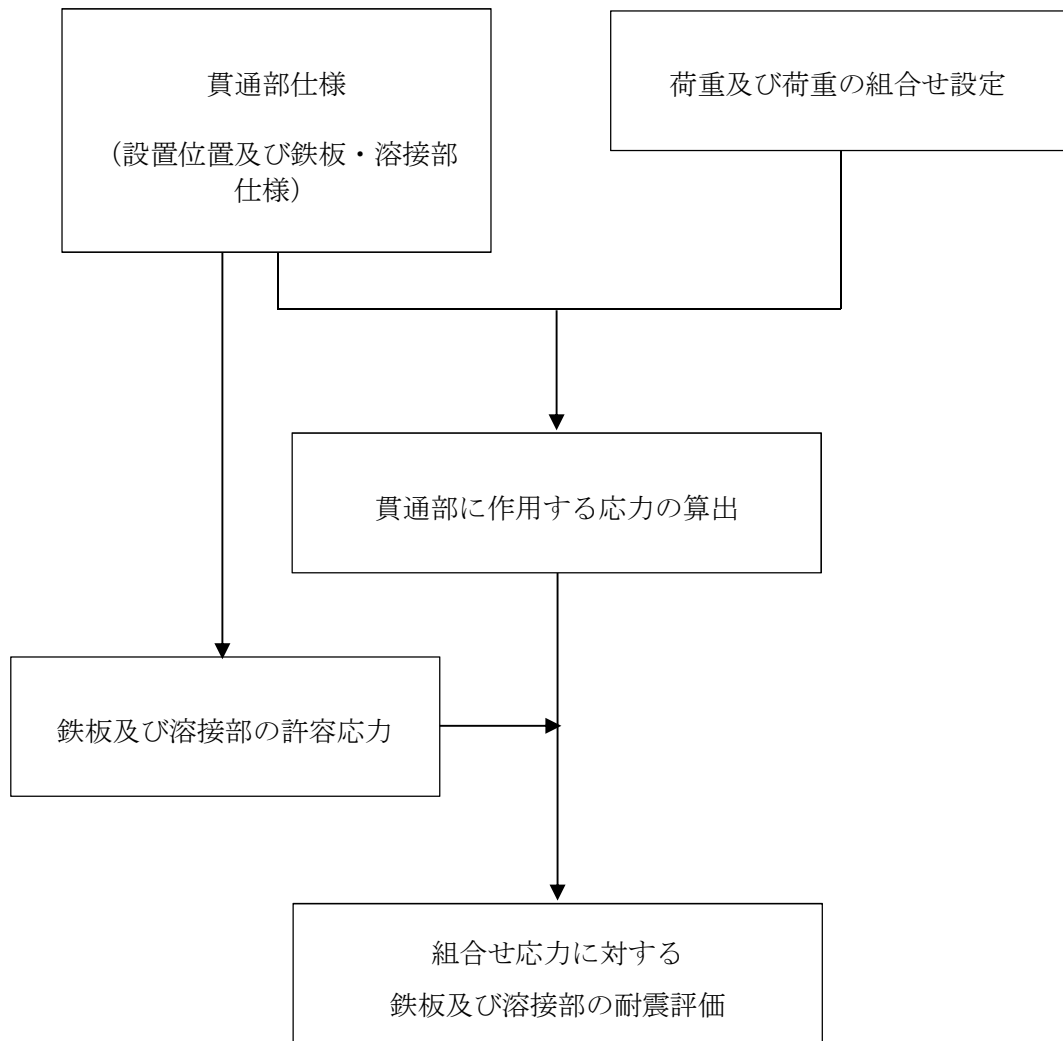 貫通部仕様
（設置位置及び鉄板・溶接部
仕様）
荷重及び荷重の組合せ設定
貫通部に作用する応力の算出
鉄板及び溶接部の許容応力
組合せ応力に対する
鉄板及び溶接部の耐震評価